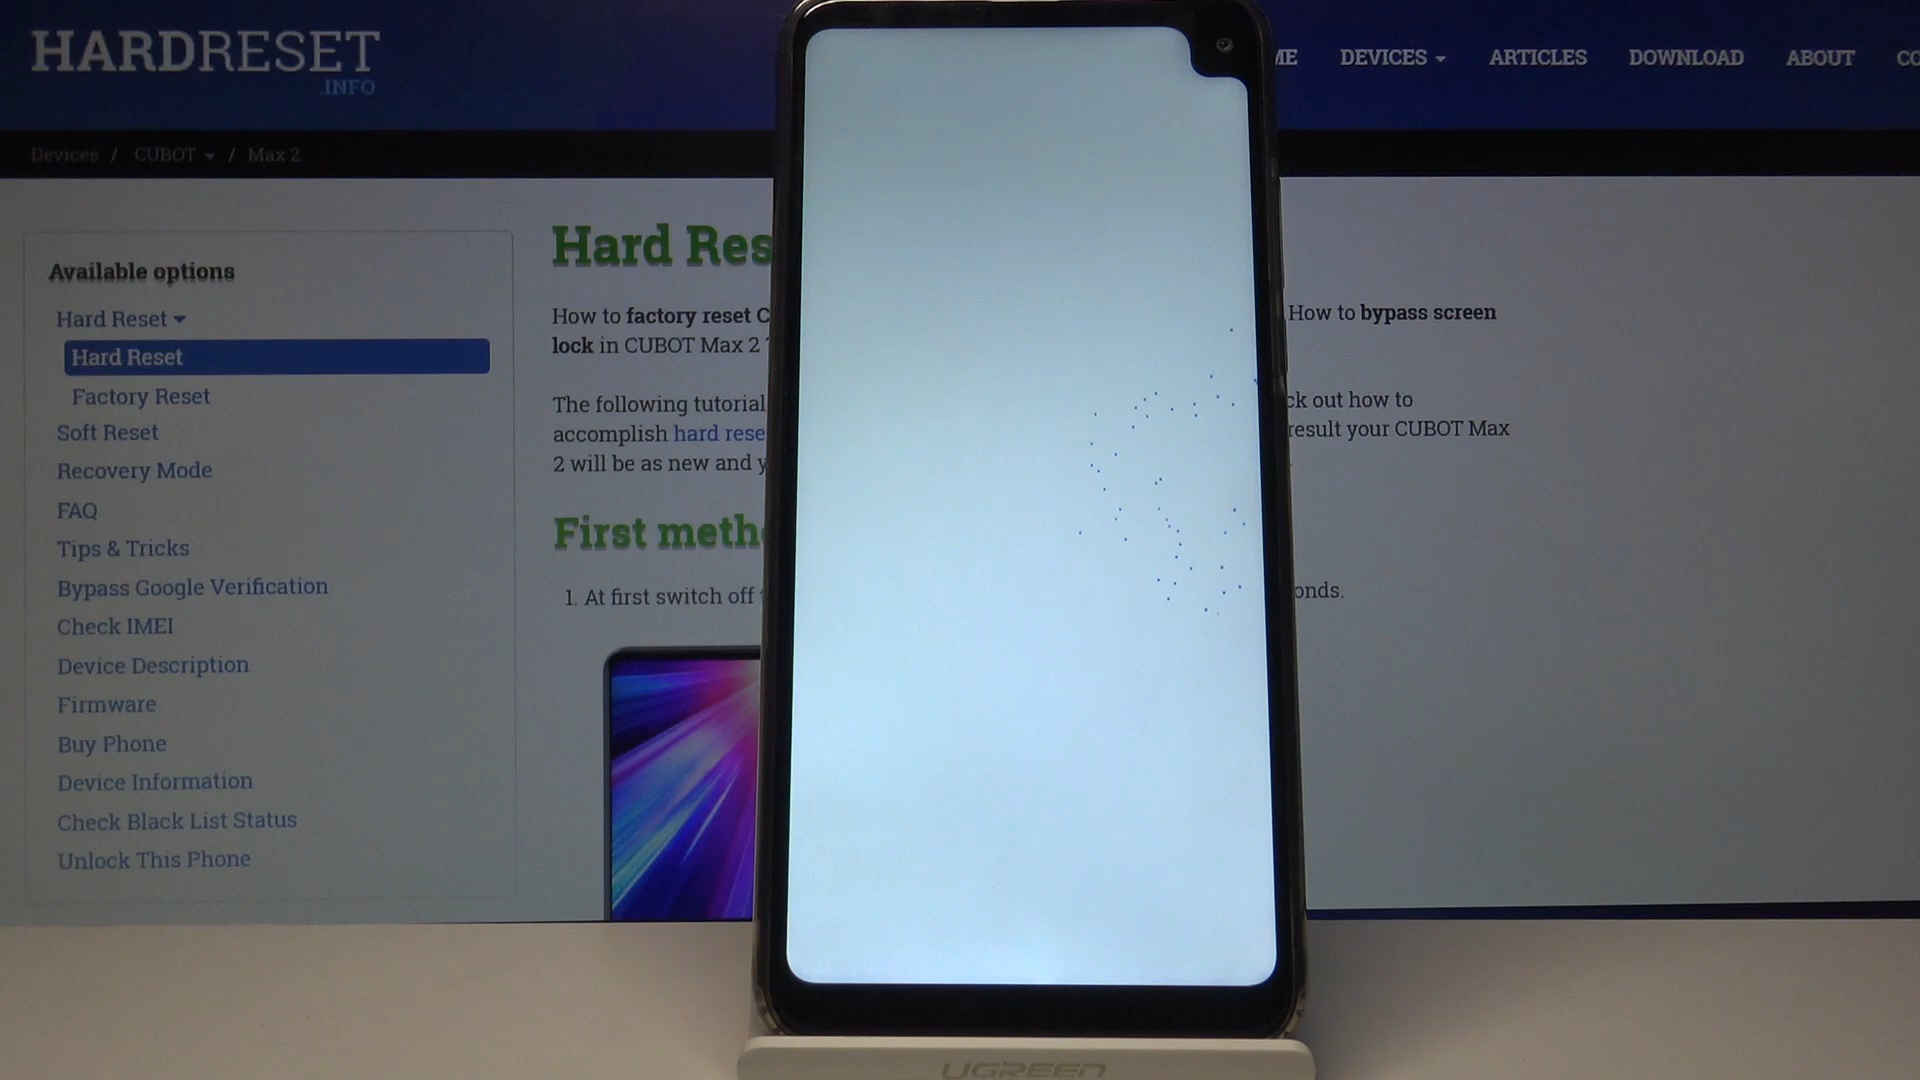 HARDRESET
.INFO
DEVICES ARTICLES DOWNLOAD ABOUT
Devices / CUBOT / Max 2
Available options
Hard Reset
Hard Reset
Factory Reset
Soft Reset
Recovery Mode
FAQ
Tips & Tricks
Bypass Google Verification
Check IMEI
Device Description
Firmware
Buy Phone
Device Information
Check Black List Status
Unlock This Phone
Hard Res
How to factory reset C How to bypass screen
lock in CUBOT Max 2
The following tutorial ck out how to
accomplish hard rese result your CUBOT Max
2 will be as new and y
First meth
1. At first switch off onds.
UGREEN